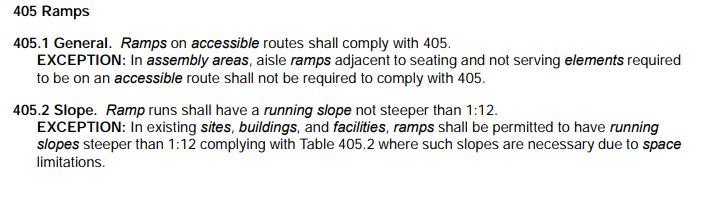 405 Ramps
405.1 General. Ramps on accessible routes shall comply with 405.
EXCEPTION: In assembly areas, aisle ramps adjacent to seating and not serving elements required
to be on an accessible route shall not be required to comply with 405.
405.2 Slope. Ramp runs shall have a running slope not steeper than 1:12.
EXCEPTION: In existing sites, buildings, and facilities, ramps shall be permitted to have running
slopes steeper than 1:12 complying with Table 405.2 where such slopes are necessary due to space
limitations.